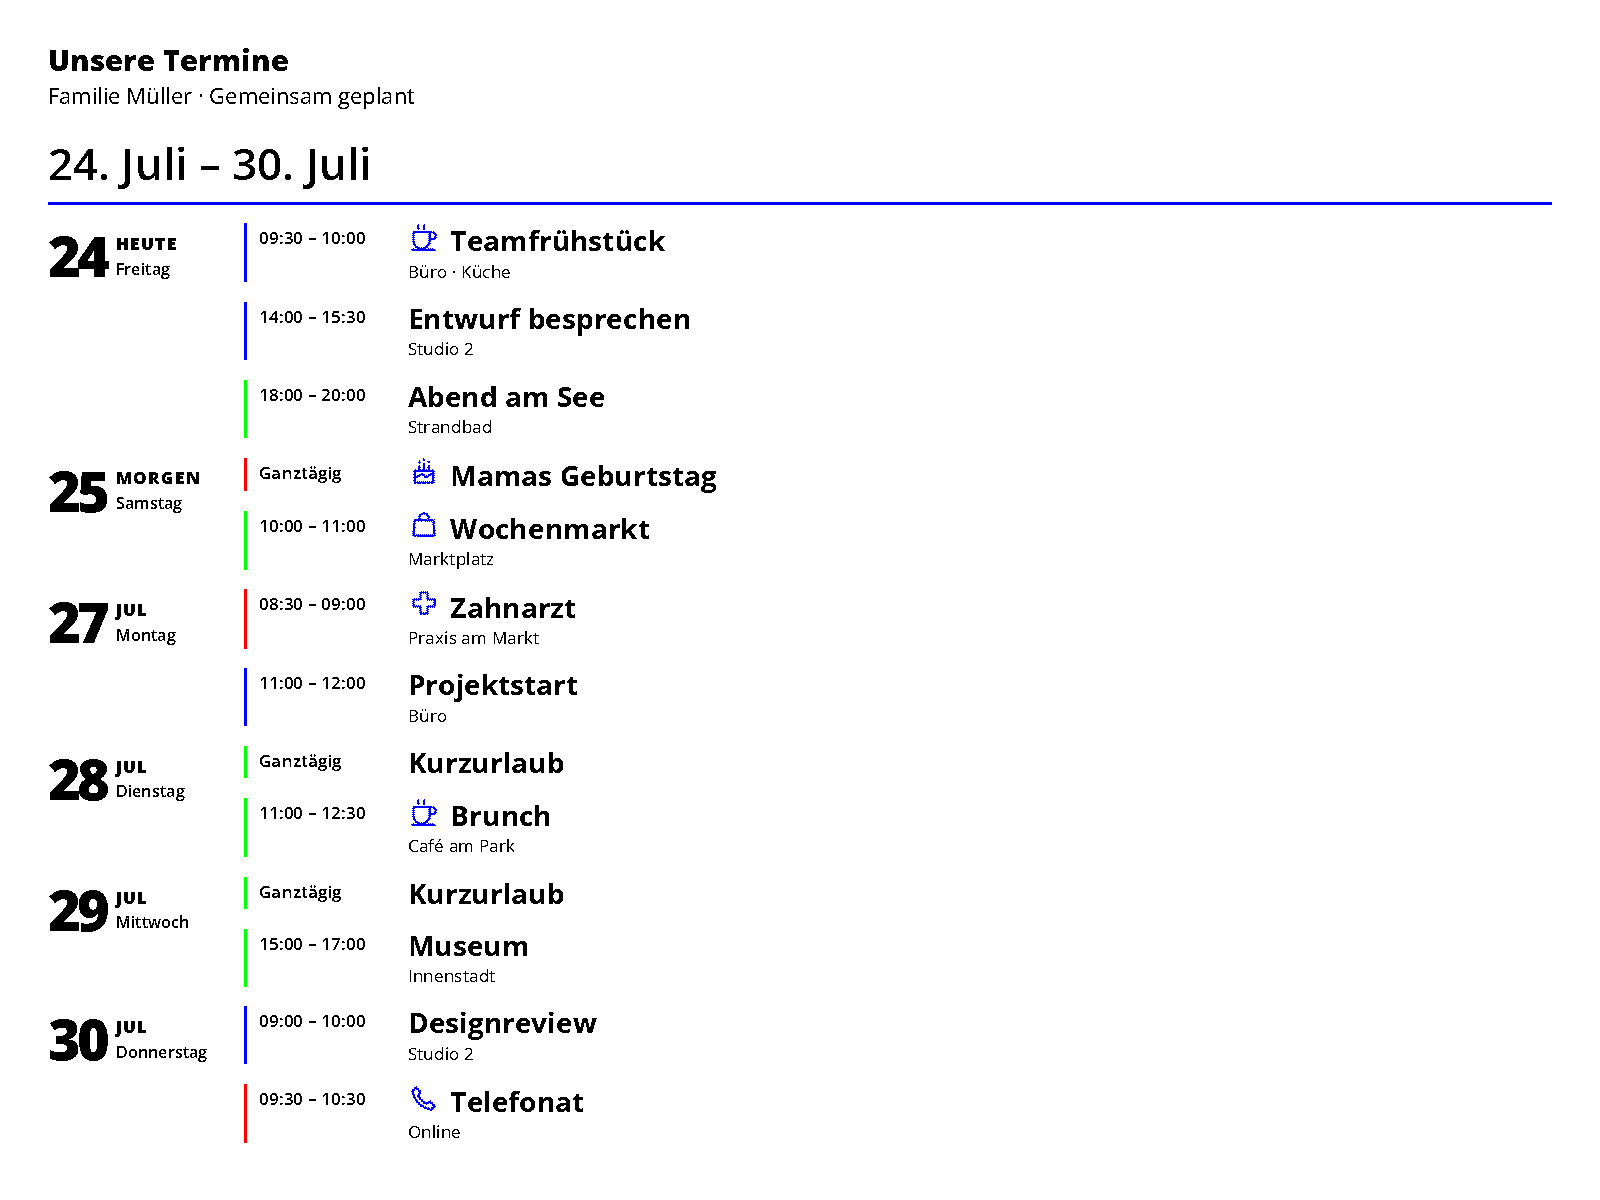 Unsere Termine
Familie Müller · Gemeinsam geplant
24. Juli – 30. Juli
24 HEUTE
Freitag
09:30 – 10:00 Teamfrühstück
Büro · Küche
14:00 – 15:30 Entwurf besprechen
Studio 2
18:00 – 20:00 Abend am See
Strandbad
25 MORGEN
Samstag
Ganztägig Mamas Geburtstag
10:00 – 11:00 Wochenmarkt
Marktplatz
27 JUL
Montag
08:30 – 09:00 Zahnarzt
Praxis am Markt
11:00 – 12:00 Projektstart
Büro
28 JUL
Dienstag
Ganztägig Kurzurlaub
11:00 – 12:30 Brunch
Café am Park
29 JUL
Mittwoch
Ganztägig Kurzurlaub
15:00 – 17:00 Museum
Innenstadt
30 JUL
Donnerstag
09:00 – 10:00 Designreview
Studio 2
09:30 – 10:30 Telefonat
Online